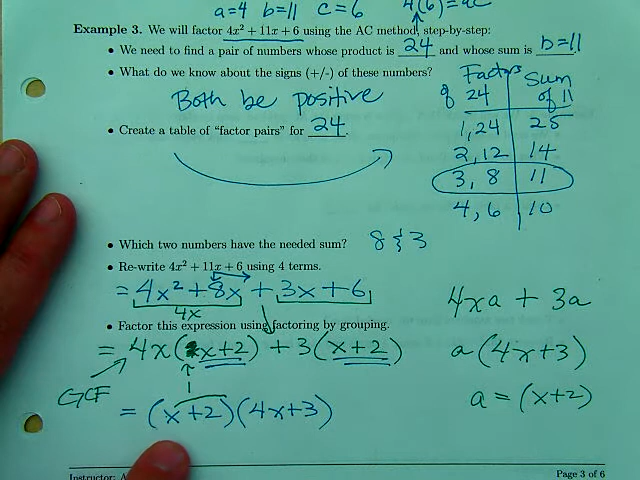 a=4 b=11 c=6 4(6)=ac
Example 3. We will factor 4x² + 11x + 6 using the AC method, step-by-step:
• We need to find a pair of numbers whose product is 24 and whose sum is b=11
• What do we know about the signs (+/-) of these numbers?
Both be positive
Factors of 24 Sum of 11
1, 24 25
2, 12 14
3, 8 11
4, 6 10
• Create a table of "factor pairs" for 24.
• Which two numbers have the needed sum? 8 & 3
• Re-write 4x² + 11x + 6 using 4 terms.
= 4x² + 8x + 3x + 6
4x
• Factor this expression using factoring by grouping.
= 4x(x+2) + 3(x+2)
GCF
= (x+2)(4x+3)
4xa + 3a
a(4x+3)
a = (x+2)
Instructor: A
Page 3 of 6